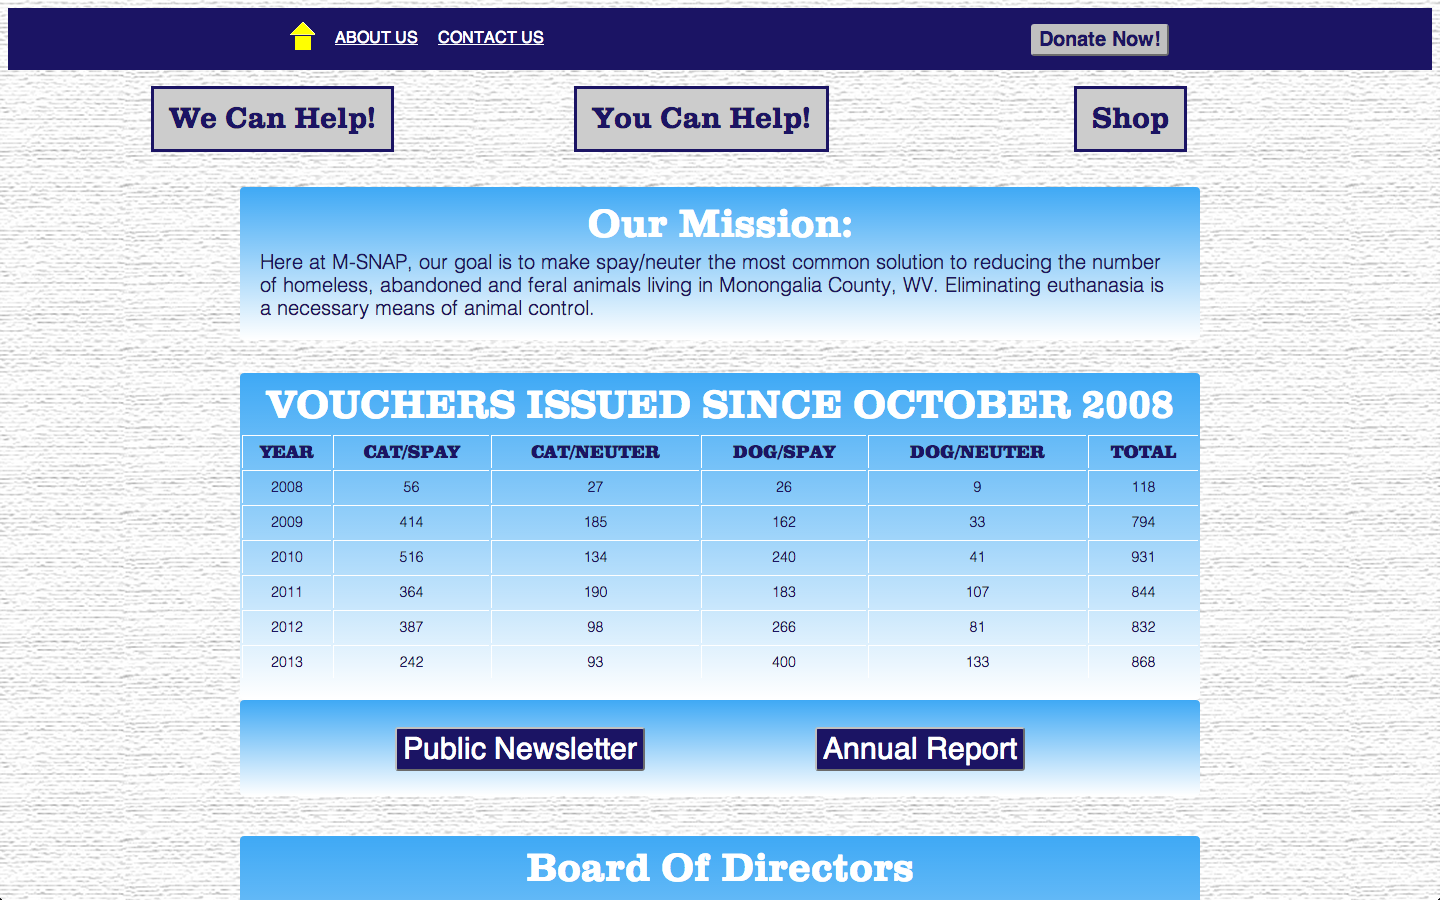 ABOUT US CONTACT US Donate Now!
We Can Help! You Can Help! Shop
Our Mission:
Here at M-SNAP, our goal is to make spay/neuter the most common solution to reducing the number
of homeless, abandoned and feral animals living in Monongalia County, WV. Eliminating euthanasia is
a necessary means of animal control.
VOUCHERS ISSUED SINCE OCTOBER 2008
YEAR CAT/SPAY CAT/NEUTER DOG/SPAY DOG/NEUTER TOTAL
2008 56 27 26 9 118
2009 414 185 162 33 794
2010 516 134 240 41 931
2011 364 190 183 107 844
2012 387 98 266 81 832
2013 242 93 400 133 868
Public Newsletter Annual Report
Board Of Directors